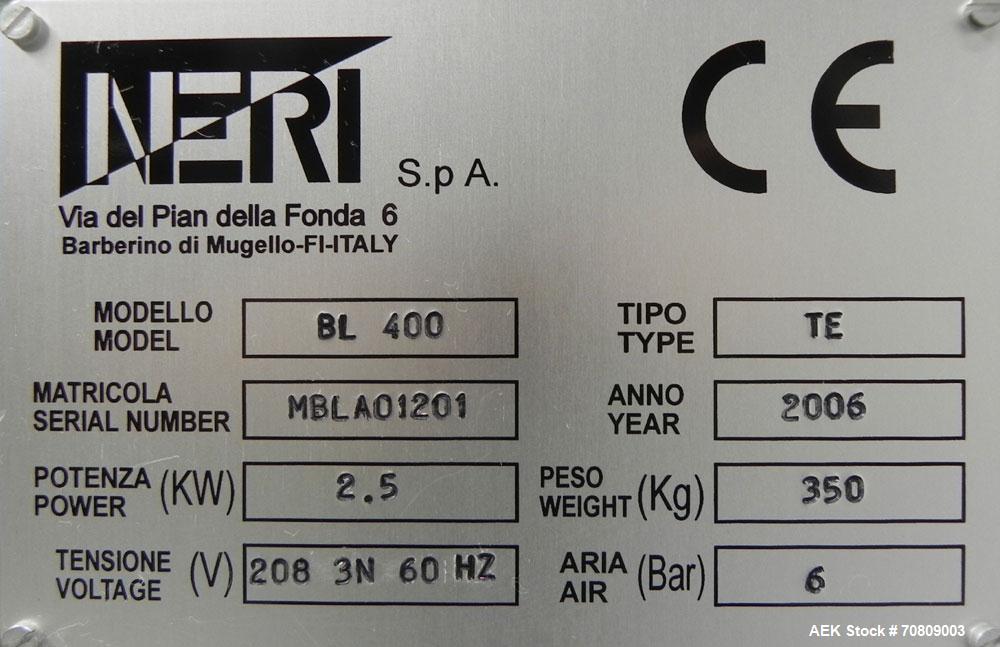 NERI S.p A.
CE
Via del Pian della Fonda 6
Barberino di Mugello-FI-ITALY
MODELLO
MODEL
BL 400
TIPO
TYPE
TE
MATRICOLA
SERIAL NUMBER
MBLA01201
ANNO
YEAR
2006
POTENZA
POWER
(KW)
2.5
PESO
WEIGHT
(Kg)
350
TENSIONE
VOLTAGE
(V)
208 3N 60 HZ
ARIA
AIR
(Bar)
6
AEK Stock # 70809003